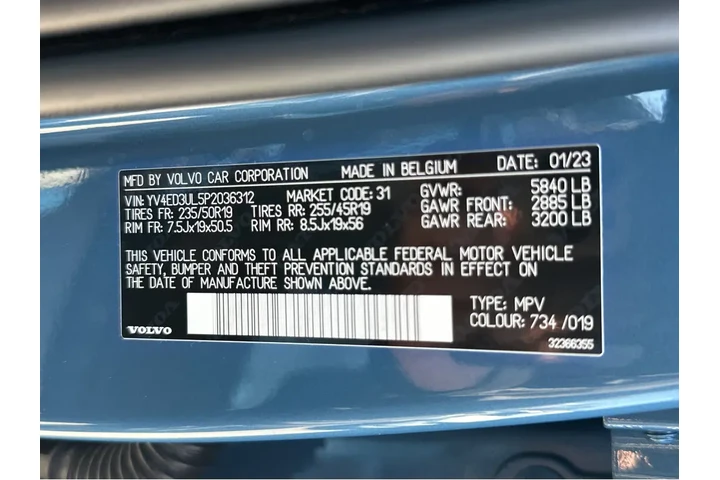 MFD BY VOLVO CAR CORPORATION MADE IN BELGIUM DATE: 01/23
VIN: YV4ED3UL5P2036312 MARKET CODE: 31 GVWR: 5840 LB
TIRES FR: 235/50R19 TIRES RR: 255/45R19 GAWR FRONT: 2885 LB
RIM FR: 7.5Jx19x50.5 RIM RR: 8.5Jx19x56 GAWR REAR: 3200 LB
THIS VEHICLE CONFORMS TO ALL APPLICABLE FEDERAL MOTOR VEHICLE
SAFETY, BUMPER AND THEFT PREVENTION STANDARDS IN EFFECT ON
THE DATE OF MANUFACTURE SHOWN ABOVE.
TYPE: MPV
VOLVO COLOUR: 734 /019
32366355